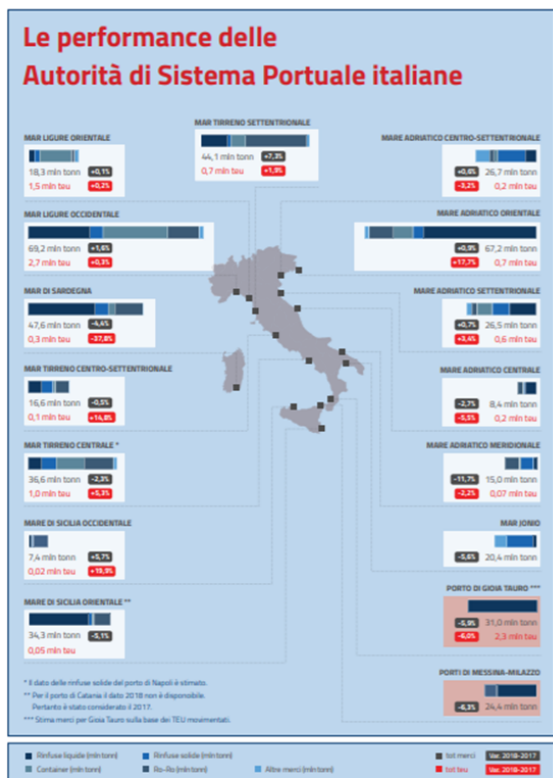 Le performance delle
Autorità di Sistema Portuale italiane
MAR TIRRENO SETTENTRIONALE
44,1 mln tonn +7,3%
0,7 mln teu +1,9%
MAR LIGURE ORIENTALE
18,3 mln tonn +0,1%
1,5 mln teu +0,2%
MAR LIGURE OCCIDENTALE
69,2 mln tonn +1,6%
2,7 mln teu +0,3%
MAR DI SARDEGNA
47,6 mln tonn -4,4%
0,3 mln teu -37,8%
MAR TIRRENO CENTRO-SETTENTRIONALE
16,6 mln tonn -0,5%
0,1 mln teu +14,8%
MAR TIRRENO CENTRALE *
36,6 mln tonn -2,3%
1,0 mln teu +5,3%
MARE DI SICILIA OCCIDENTALE
7,4 mln tonn +5,7%
0,02 mln teu +19,9%
MARE DI SICILIA ORIENTALE **
34,3 mln tonn -5,1%
0,05 mln teu
MARE ADRIATICO CENTRO-SETTENTRIONALE
+0,6% 26,7 mln tonn
-3,2% 0,2 mln teu
MARE ADRIATICO ORIENTALE
+0,9% 67,2 mln tonn
+17,7% 0,7 mln teu
MARE ADRIATICO SETTENTRIONALE
+0,7% 26,5 mln tonn
+3,4% 0,6 mln teu
MARE ADRIATICO CENTRALE
-2,7% 8,4 mln tonn
-5,5% 0,2 mln teu
MARE ADRIATICO MERIDIONALE
-11,7% 15,0 mln tonn
-2,2% 0,07 mln teu
MAR JONIO
-5,6% 20,4 mln tonn
PORTO DI GIOIA TAURO ***
-5,9% 31,0 mln tonn
-6,0% 2,3 mln teu
PORTI DI MESSINA-MILAZZO
-6,3% 24,4 mln tonn
* Il dato delle rinfuse solide del porto di Napoli è stimato.
** Per il porto di Catania il dato 2018 non è disponibile.
Pertanto è stato considerato il 2017.
*** Stima merci per Gioia Tauro sulla base dei TEU movimentati.
Rinfuse liquide (mln tonn) Rinfuse solide (mln tonn) tot merci Var. 2018-2017
Container (mln tonn) Ro-Ro (mln tonn) Altre merci (mln tonn) tot teu Var. 2018-2017